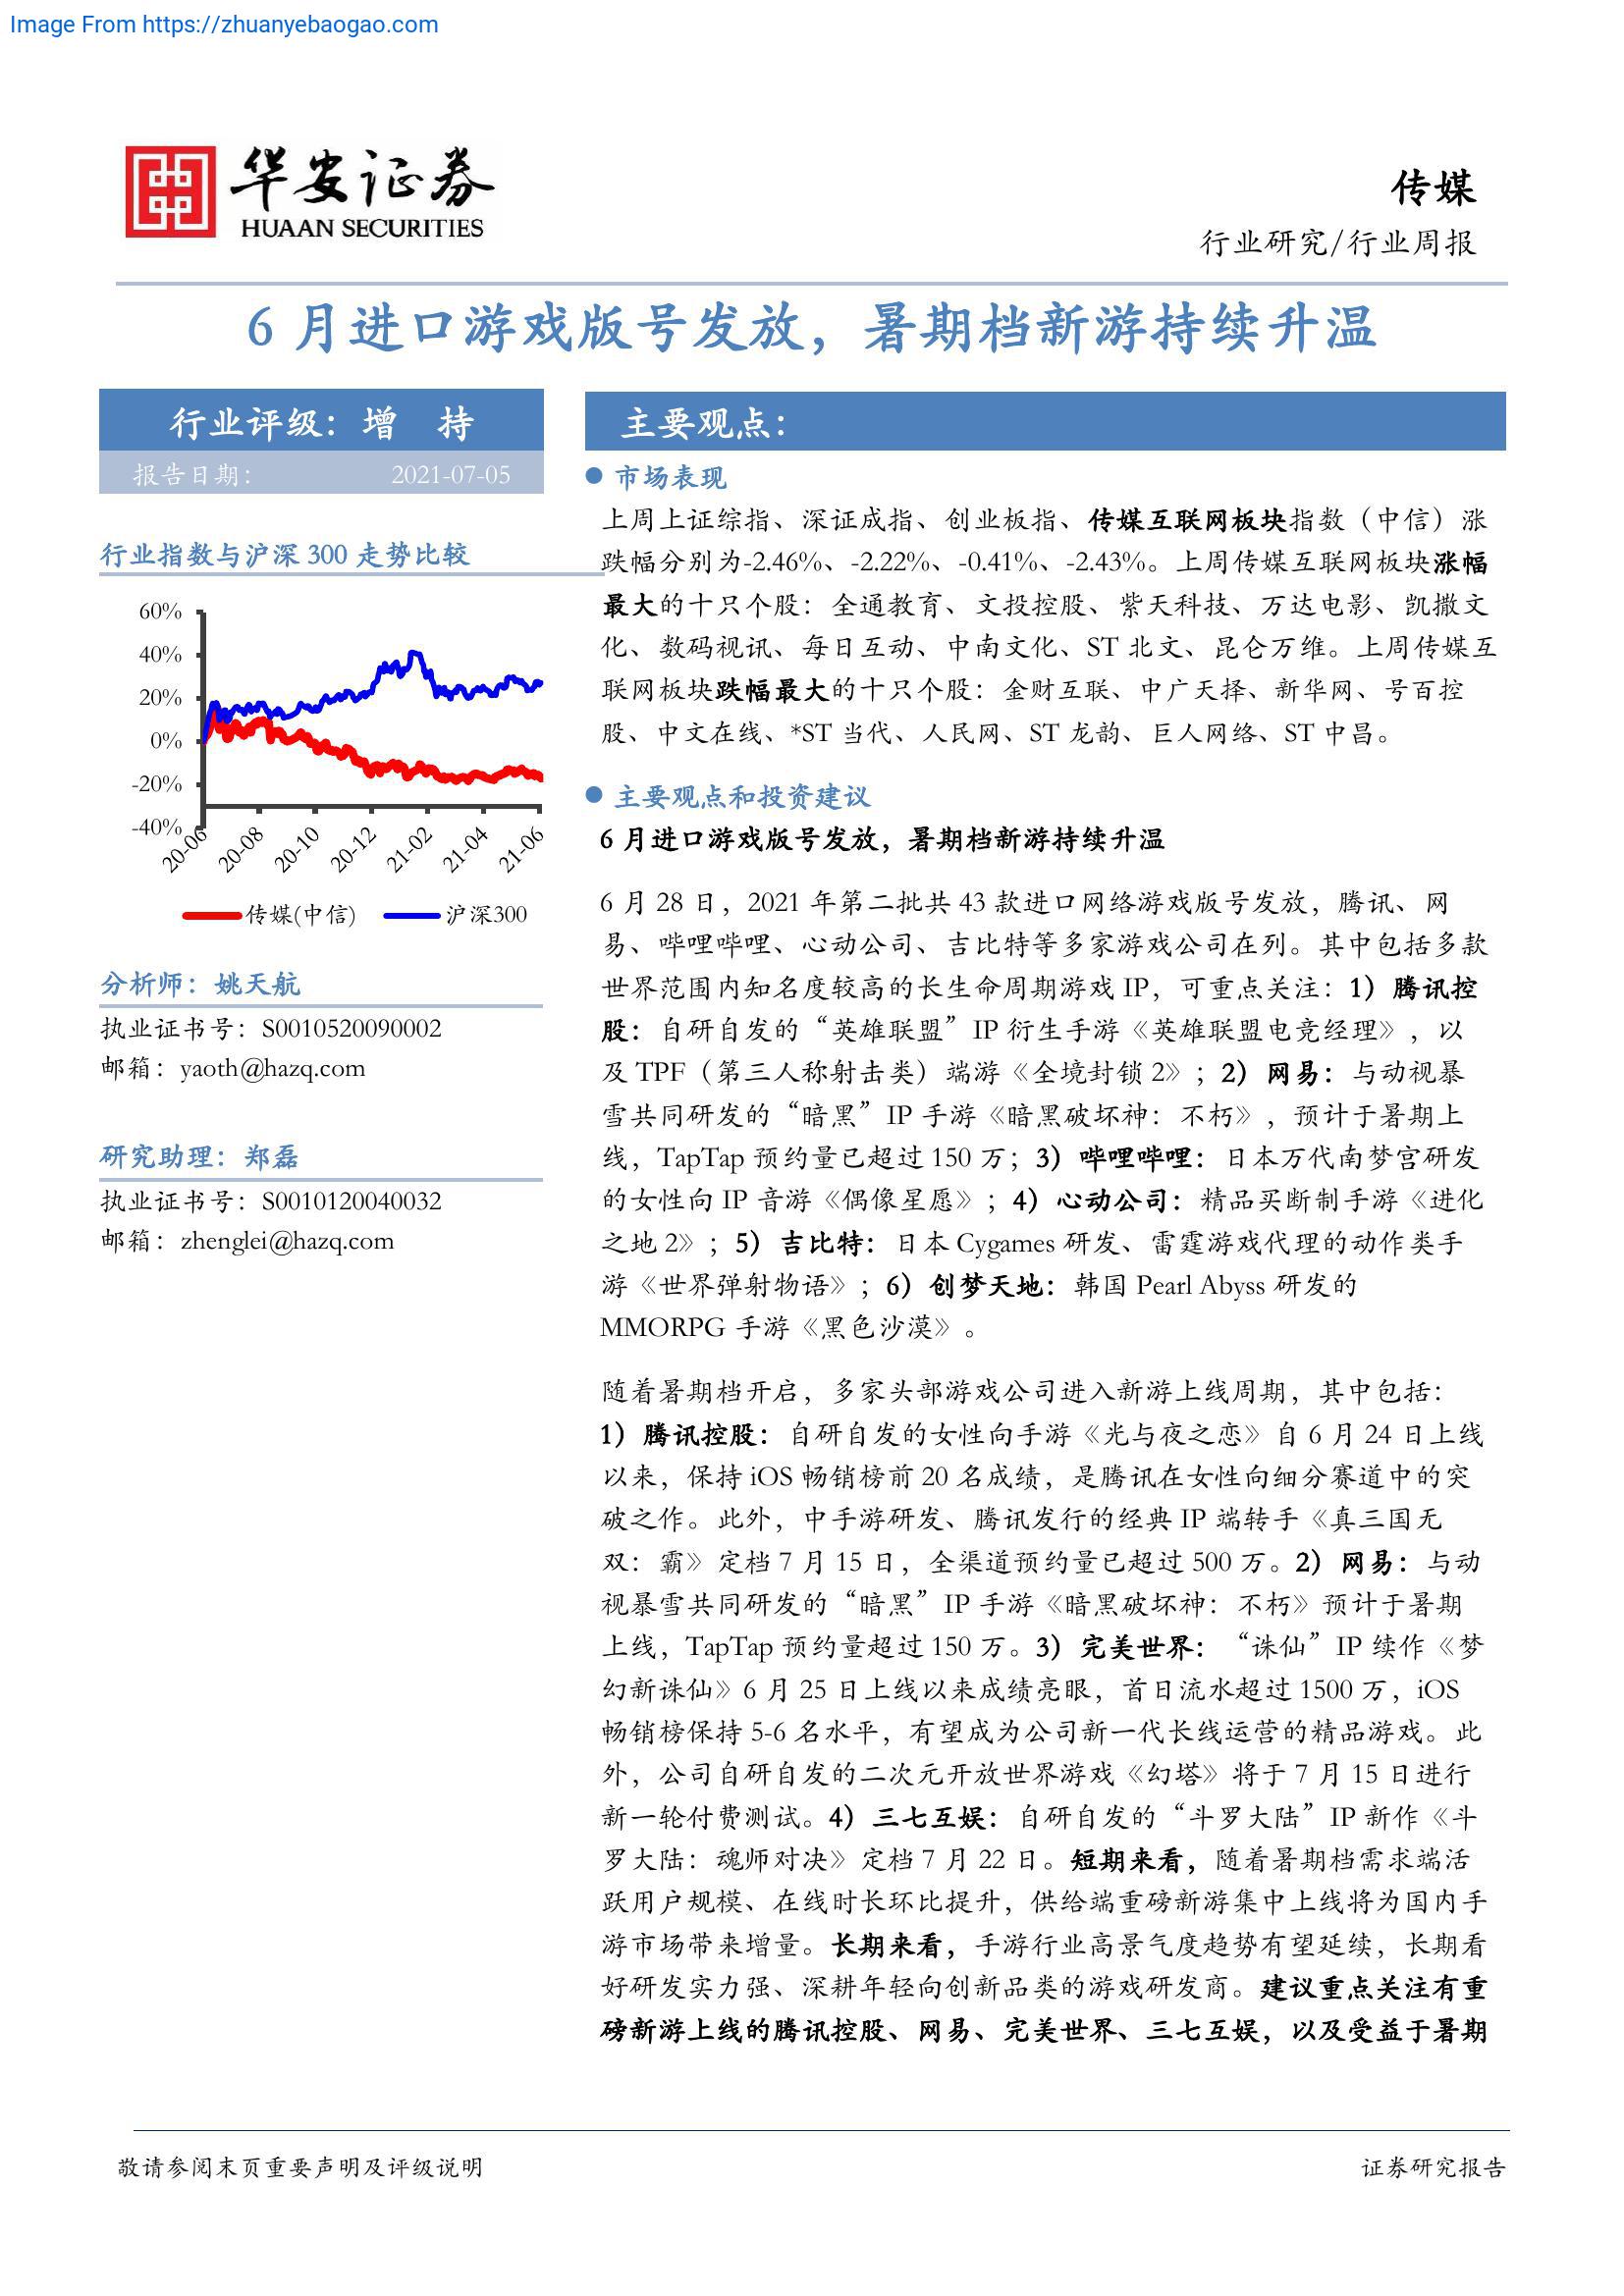 Image From https://zhuanyebaogao.com
华安证券
HUAAN SECURITIES
传媒
行业研究/行业周报
6 月进口游戏版号发放，暑期档新游持续升温
行业评级：增 持
报告日期： 2021-07-05
行业指数与沪深 300 走势比较
60%
40%
20%
0%
-20%
-40%
20-06 20-08 20-10 20-12 21-02 21-04 21-06
传媒(中信) 沪深300
分析师：姚天航
执业证书号：S0010520090002
邮箱：yaoth@hazq.com
研究助理：郑磊
执业证书号：S0010120040032
邮箱：zhenglei@hazq.com
主要观点：
市场表现
上周上证综指、深证成指、创业板指、传媒互联网板块指数（中信）涨
跌幅分别为-2.46%、-2.22%、-0.41%、-2.43%。上周传媒互联网板块涨幅
最大的十只个股：全通教育、文投控股、紫天科技、万达电影、凯撒文
化、数码视讯、每日互动、中南文化、ST 北文、昆仑万维。上周传媒互
联网板块跌幅最大的十只个股：金财互联、中广天择、新华网、号百控
股、中文在线、*ST 当代、人民网、ST 龙韵、巨人网络、ST 中昌。
主要观点和投资建议
6 月进口游戏版号发放，暑期档新游持续升温
6 月 28 日，2021 年第二批共 43 款进口网络游戏版号发放，腾讯、网
易、哔哩哔哩、心动公司、吉比特等多家游戏公司在列。其中包括多款
世界范围内知名度较高的长生命周期游戏 IP，可重点关注：1）腾讯控
股：自研自发的“英雄联盟”IP 衍生手游《英雄联盟电竞经理》，以
及 TPF（第三人称射击类）端游《全境封锁 2》；2）网易：与动视暴
雪共同研发的“暗黑”IP 手游《暗黑破坏神：不朽》，预计于暑期上
线，TapTap 预约量已超过 150 万；3）哔哩哔哩：日本万代南梦宫研发
的女性向 IP 音游《偶像星愿》；4）心动公司：精品买断制手游《进化
之地 2》；5）吉比特：日本 Cygames 研发、雷霆游戏代理的动作类手
游《世界弹射物语》；6）创梦天地：韩国 Pearl Abyss 研发的
MMORPG 手游《黑色沙漠》。
随着暑期档开启，多家头部游戏公司进入新游上线周期，其中包括：
1）腾讯控股：自研自发的女性向手游《光与夜之恋》自 6 月 24 日上线
以来，保持 iOS 畅销榜前 20 名成绩，是腾讯在女性向细分赛道中的突
破之作。此外，中手游研发、腾讯发行的经典 IP 端转手《真三国无
双：霸》定档 7 月 15 日，全渠道预约量已超过 500 万。2）网易：与动
视暴雪共同研发的“暗黑”IP 手游《暗黑破坏神：不朽》预计于暑期
上线，TapTap 预约量超过 150 万。3）完美世界：“诛仙”IP 续作《梦
幻新诛仙》6 月 25 日上线以来成绩亮眼，首日流水超过 1500 万，iOS
畅销榜保持 5-6 名水平，有望成为公司新一代长线运营的精品游戏。此
外，公司自研自发的二次元开放世界游戏《幻塔》将于 7 月 15 日进行
新一轮付费测试。4）三七互娱：自研自发的“斗罗大陆”IP 新作《斗
罗大陆：魂师对决》定档 7 月 22 日。短期来看，随着暑期档需求端活
跃用户规模、在线时长环比提升，供给端重磅新游集中上线将为国内手
游市场带来增量。长期来看，手游行业高景气度趋势有望延续，长期看
好研发实力强、深耕年轻向创新品类的游戏研发商。建议重点关注有重
磅新游上线的腾讯控股、网易、完美世界、三七互娱，以及受益于暑期
敬请参阅末页重要声明及评级说明
证券研究报告